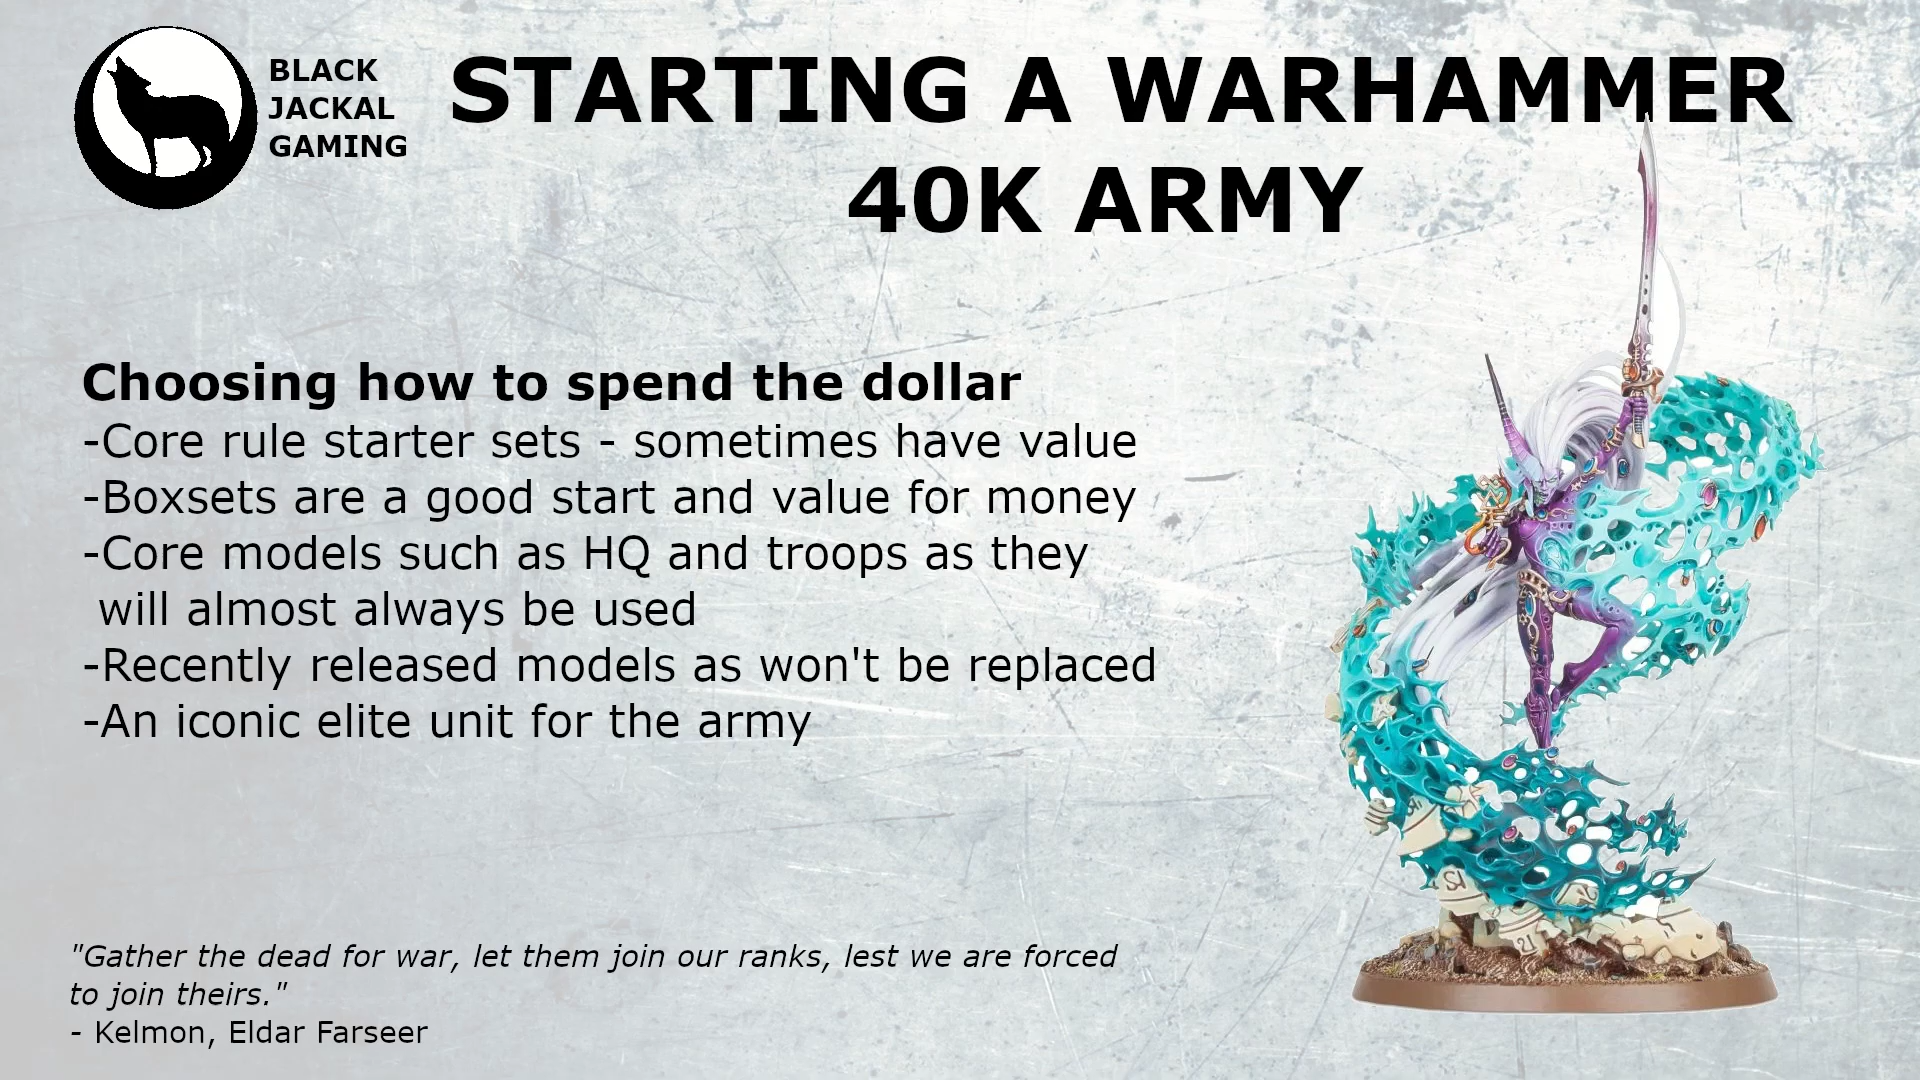 BLACK
JACKAL
GAMING
STARTING A WARHAMMER
40K ARMY
Choosing how to spend the dollar
-Core rule starter sets - sometimes have value
-Boxsets are a good start and value for money
-Core models such as HQ and troops as they
will almost always be used
-Recently released models as won't be replaced
-An iconic elite unit for the army
"Gather the dead for war, let them join our ranks, lest we are forced
to join theirs."
- Kelmon, Eldar Farseer